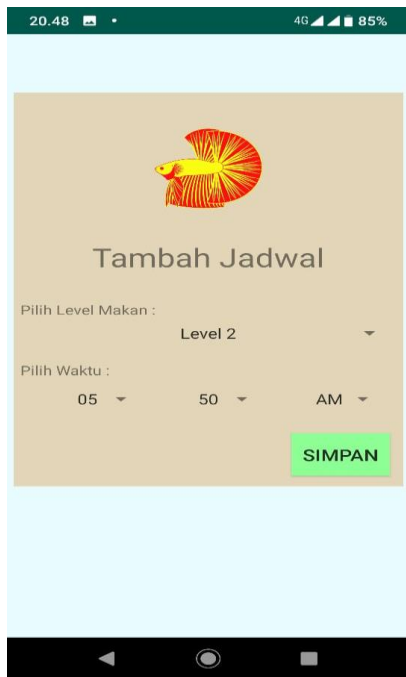 20.48 4G 85%
Tambah Jadwal
Pilih Level Makan :
Level 2
Pilih Waktu :
05 50 AM
SIMPAN